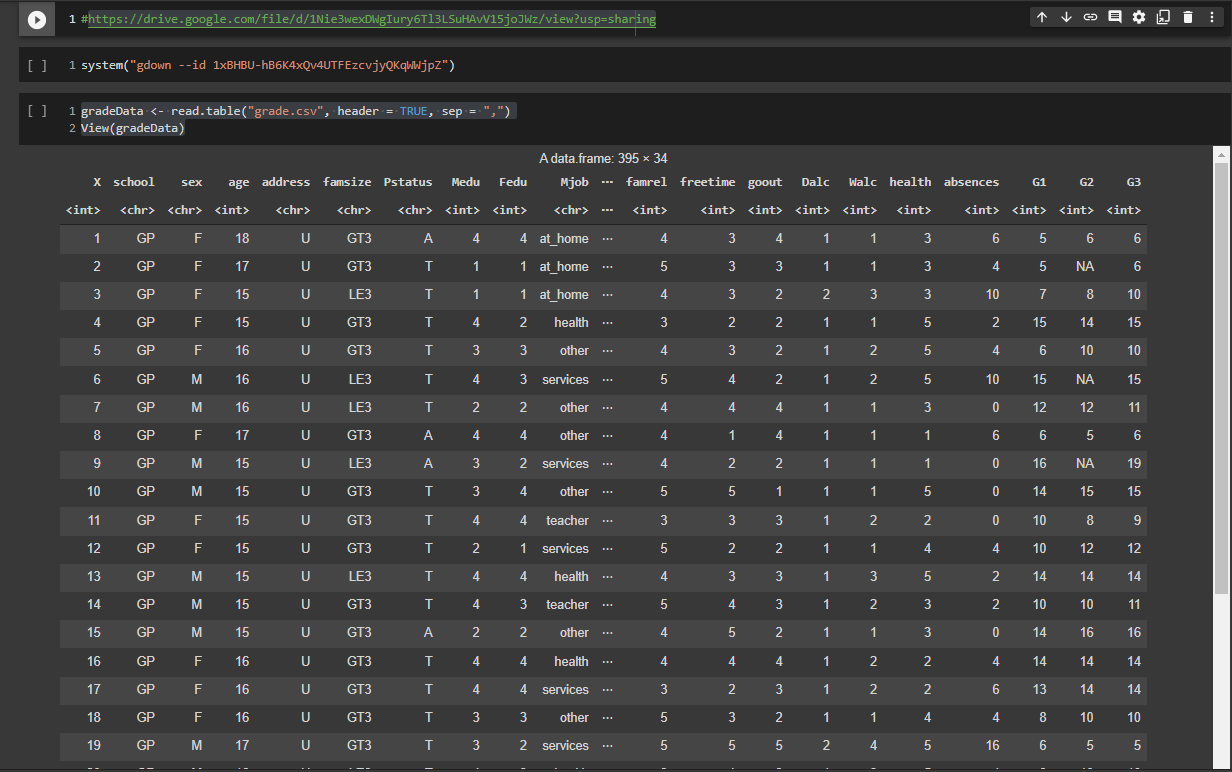 1 #https://drive.google.com/file/d/1Nie3wexDWgIury6Tl3LSuHAvV15joJWz/view?usp=sharing
[ ] 1 system("gdown --id 1xBHBU-hB6K4xQv4UTFEzcvjyQKqWWjpZ")
[ ] 1 gradeData <- read.table("grade.csv", header = TRUE, sep = ",")
2 View(gradeData)
A data.frame: 395 × 34
X school sex age address famsize Pstatus Medu Fedu Mjob ⋯ famrel freetime goout Dalc Walc health absences G1 G2 G3
<int> <chr> <chr> <int> <chr> <chr> <chr> <int> <int> <chr> ⋯ <int> <int> <int> <int> <int> <int> <int> <int> <int> <int>
1 GP F 18 U GT3 A 4 4 at_home ⋯ 4 3 4 1 1 3 6 5 6 6
2 GP F 17 U GT3 T 1 1 at_home ⋯ 5 3 3 1 1 3 4 5 NA 6
3 GP F 15 U LE3 T 1 1 at_home ⋯ 4 3 2 2 3 3 10 7 8 10
4 GP F 15 U GT3 T 4 2 health ⋯ 3 2 2 1 1 5 2 15 14 15
5 GP F 16 U GT3 T 3 3 other ⋯ 4 3 2 1 2 5 4 6 10 10
6 GP M 16 U LE3 T 4 3 services ⋯ 5 4 2 1 2 5 10 15 NA 15
7 GP M 16 U LE3 T 2 2 other ⋯ 4 4 4 1 1 3 0 12 12 11
8 GP F 17 U GT3 A 4 4 other ⋯ 4 1 4 1 1 1 6 6 5 6
9 GP M 15 U LE3 A 3 2 services ⋯ 4 2 2 1 1 1 0 16 NA 19
10 GP M 15 U GT3 T 3 4 other ⋯ 5 5 1 1 1 5 0 14 15 15
11 GP F 15 U GT3 T 4 4 teacher ⋯ 3 3 3 1 2 2 0 10 8 9
12 GP F 15 U GT3 T 2 1 services ⋯ 5 2 2 1 1 4 4 10 12 12
13 GP M 15 U LE3 T 4 4 health ⋯ 4 3 3 1 3 5 2 14 14 14
14 GP M 15 U GT3 T 4 3 teacher ⋯ 5 4 3 1 2 3 2 10 10 11
15 GP M 15 U GT3 A 2 2 other ⋯ 4 5 2 1 1 3 0 14 16 16
16 GP F 16 U GT3 T 4 4 health ⋯ 4 4 4 1 2 2 4 14 14 14
17 GP F 16 U GT3 T 4 4 services ⋯ 3 2 3 1 2 2 6 13 14 14
18 GP F 16 U GT3 T 3 3 other ⋯ 5 3 2 1 1 4 4 8 10 10
19 GP M 17 U GT3 T 3 2 services ⋯ 5 5 5 2 4 5 16 6 5 5